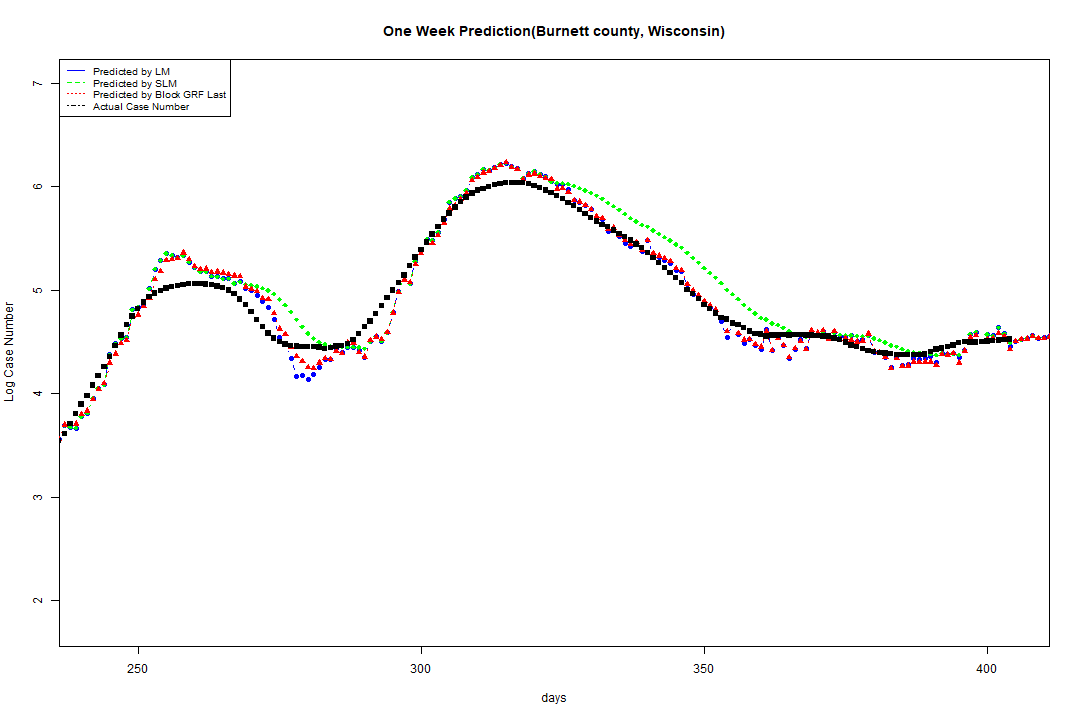 One Week Prediction(Burnett county, Wisconsin)
Predicted by LM
Predicted by SLM
Predicted by Block GRF Last
Actual Case Number
7
6
5
4
3
2
Log Case Number
250 300 350 400
days